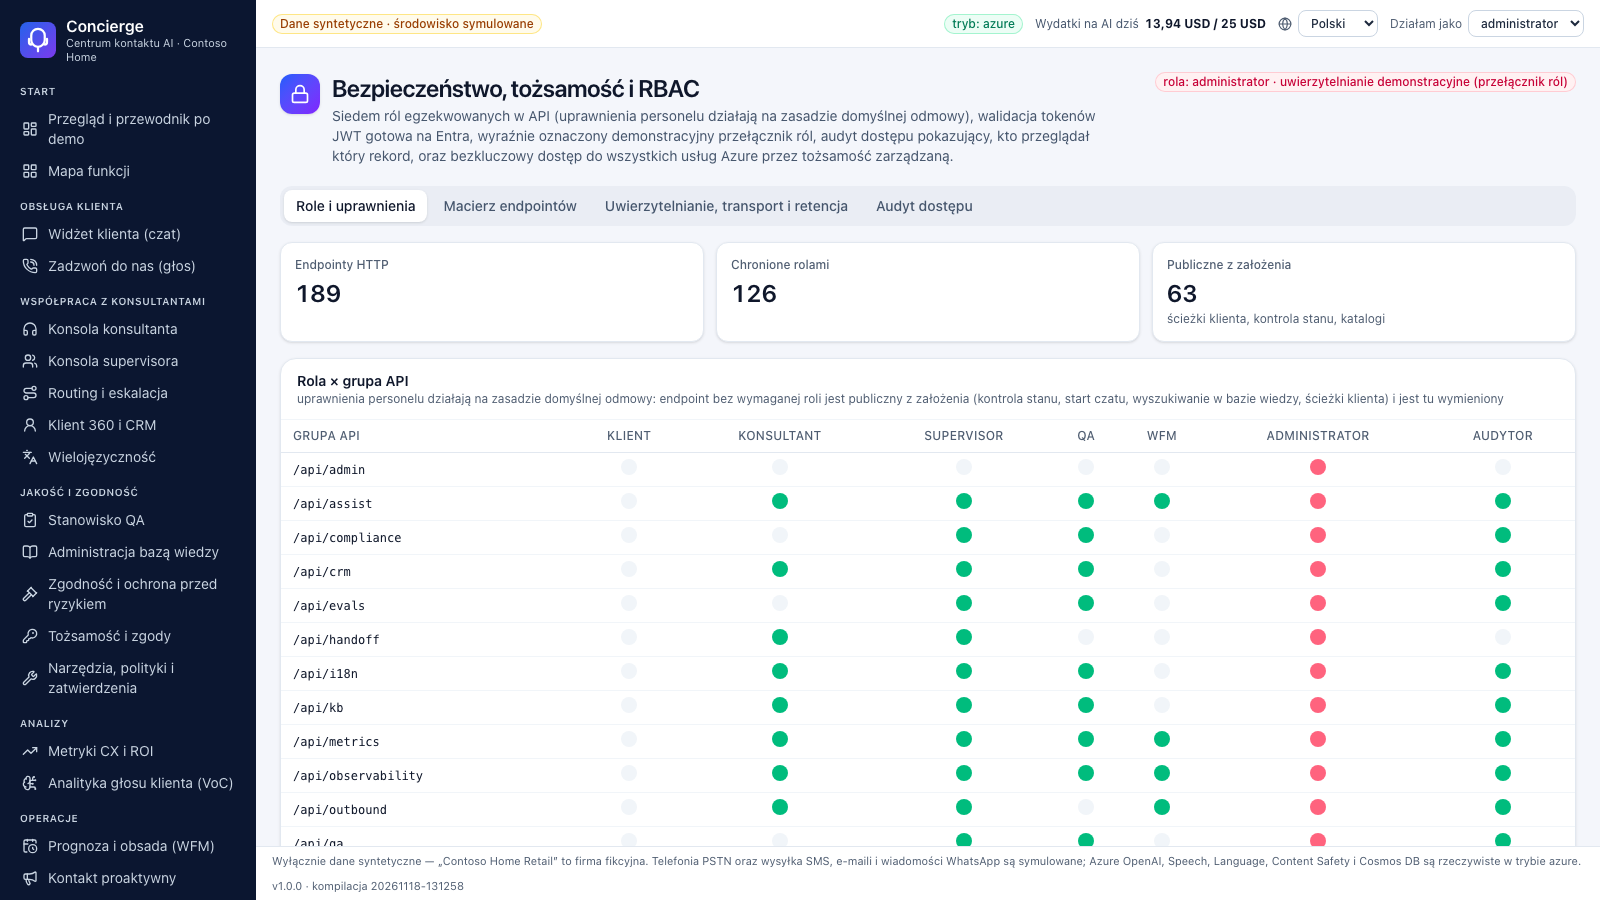 Concierge
Centrum kontaktu AI · Contoso
Home
START
Przegląd i przewodnik po
demo
Mapa funkcji
OBSŁUGA KLIENTA
Widżet klienta (czat)
Zadzwoń do nas (głos)
WSPÓŁPRACA Z KONSULTANTAMI
Konsola konsultanta
Konsola supervisora
Routing i eskalacja
Klient 360 i CRM
Wielojęzyczność
JAKOŚĆ I ZGODNOŚĆ
Stanowisko QA
Administracja bazą wiedzy
Zgodność i ochrona przed
ryzykiem
Tożsamość i zgody
Narzędzia, polityki i
zatwierdzenia
ANALIZY
Metryki CX i ROI
Analityka głosu klienta (VoC)
OPERACJE
Prognoza i obsada (WFM)
Kontakt proaktywny
Dane syntetyczne · środowisko symulowane
tryb: azure
Wydatki na AI dziś 13,94 USD / 25 USD
Polski
Działam jako
administrator
Bezpieczeństwo, tożsamość i RBAC
rola: administrator · uwierzytelnianie demonstracyjne (przełącznik ról)
Siedem ról egzekwowanych w API (uprawnienia personelu działają na zasadzie domyślnej odmowy), walidacja tokenów
JWT gotowa na Entra, wyraźnie oznaczony demonstracyjny przełącznik ról, audyt dostępu pokazujący, kto przeglądał
który rekord, oraz bezkluczowy dostęp do wszystkich usług Azure przez tożsamość zarządzaną.
Role i uprawnienia
Macierz endpointów
Uwierzytelnianie, transport i retencja
Audyt dostępu
Endpointy HTTP
189
Chronione rolami
126
Publiczne z założenia
63
ścieżki klienta, kontrola stanu, katalogi
Rola × grupa API
uprawnienia personelu działają na zasadzie domyślnej odmowy: endpoint bez wymaganej roli jest publiczny z założenia (kontrola stanu, start czatu, wyszukiwanie w bazie wiedzy, ścieżki klienta) i jest tu wymieniony
GRUPA API KLIENT KONSULTANT SUPERVISOR QA WFM ADMINISTRATOR AUDYTOR
/api/admin
/api/assist
/api/compliance
/api/crm
/api/evals
/api/handoff
/api/i18n
/api/kb
/api/metrics
/api/observability
/api/outbound
/api/qa
Wyłącznie dane syntetyczne — „Contoso Home Retail” to firma fikcyjna. Telefonia PSTN oraz wysyłka SMS, e-maili i wiadomości WhatsApp są symulowane; Azure OpenAI, Speech, Language, Content Safety i Cosmos DB są rzeczywiste w trybie azure.
v1.0.0 · kompilacja 20261118-131258